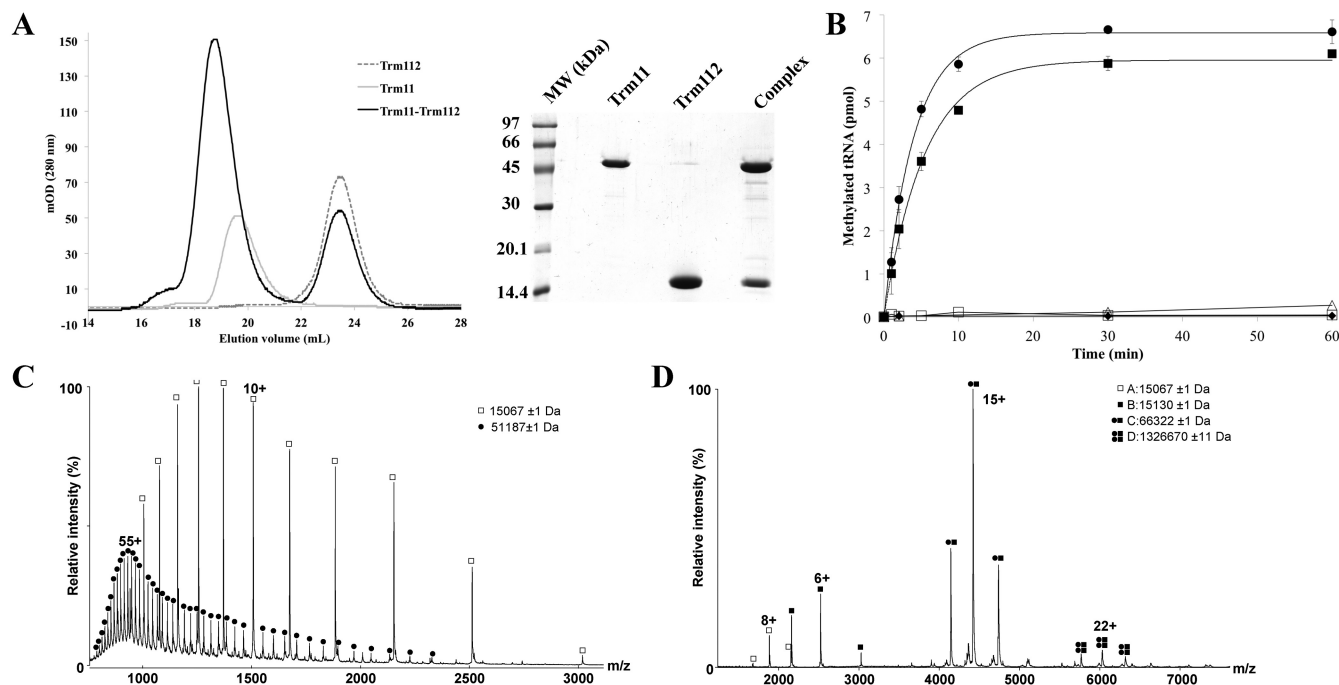 A
mOD (280 nm)
150
130
110
90
70
50
30
10
-10
14 16 18 20 22 24 26 28
Elution volume (mL)
Trm112
Trm11
Trm11-Trm112
MW (kDa)
Trm11
Trm112
Complex
97
66
45
30
20.1
14.4
B
Methylated tRNA (pmol)
7
6
5
4
3
2
1
0
0 10 20 30 40 50 60
Time (min)
C
Relative intensity (%)
100
0
55+
10+
15067 ±1 Da
51187±1 Da
1000 2000 3000 m/z
D
Relative intensity (%)
100
0
8+
6+
15+
22+
A:15067 ±1 Da
B:15130 ±1 Da
C:66322 ±1 Da
D:1326670 ±11 Da
2000 3000 4000 5000 6000 7000 m/z